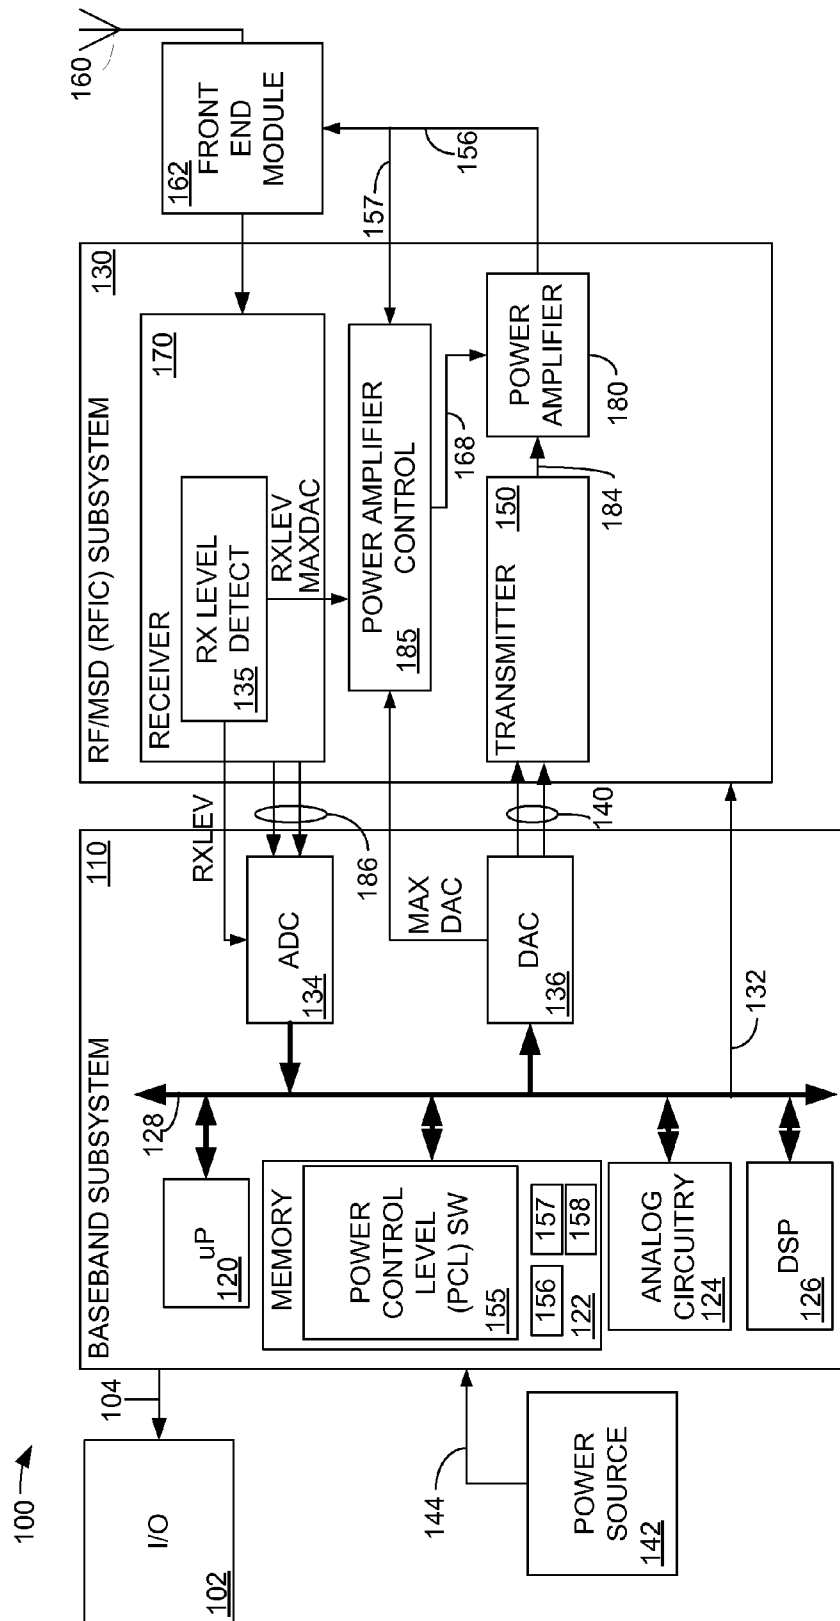 100
I/O
102
104
POWER
SOURCE
142
144
BASEBAND SUBSYSTEM
110
uP
120
128
MEMORY
POWER
CONTROL
LEVEL
(PCL) SW
155
156
157
158
122
ANALOG
CIRCUITRY
124
DSP
126
ADC
134
DAC
136
MAX
DAC
RXLEV
186
140
132
RF/MSD (RFIC) SUBSYSTEM
130
RECEIVER
170
RX LEVEL
DETECT
135
RXLEV
MAXDAC
POWER AMPLIFIER
CONTROL
185
168
TRANSMITTER
150
184
POWER
AMPLIFIER
180
157
156
FRONT
END
MODULE
162
160